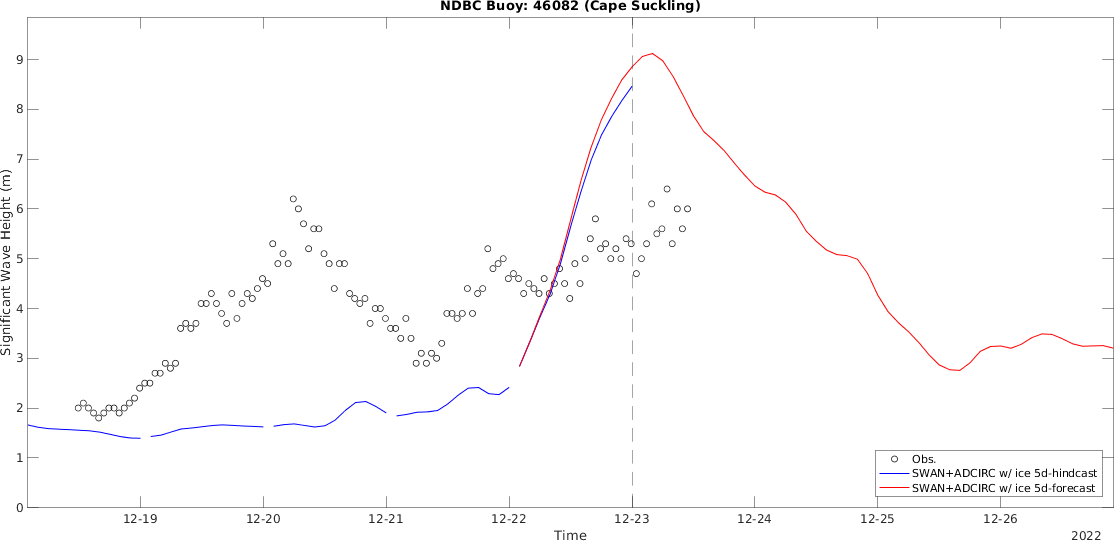 NDBC Buoy: 46082 (Cape Suckling)
Significant Wave Height (m)
9
8
7
6
5
4
3
2
1
0
12-19 12-20 12-21 12-22 12-23 12-24 12-25 12-26
Time
2022
Obs.
SWAN+ADCIRC w/ ice 5d-hindcast
SWAN+ADCIRC w/ ice 5d-forecast